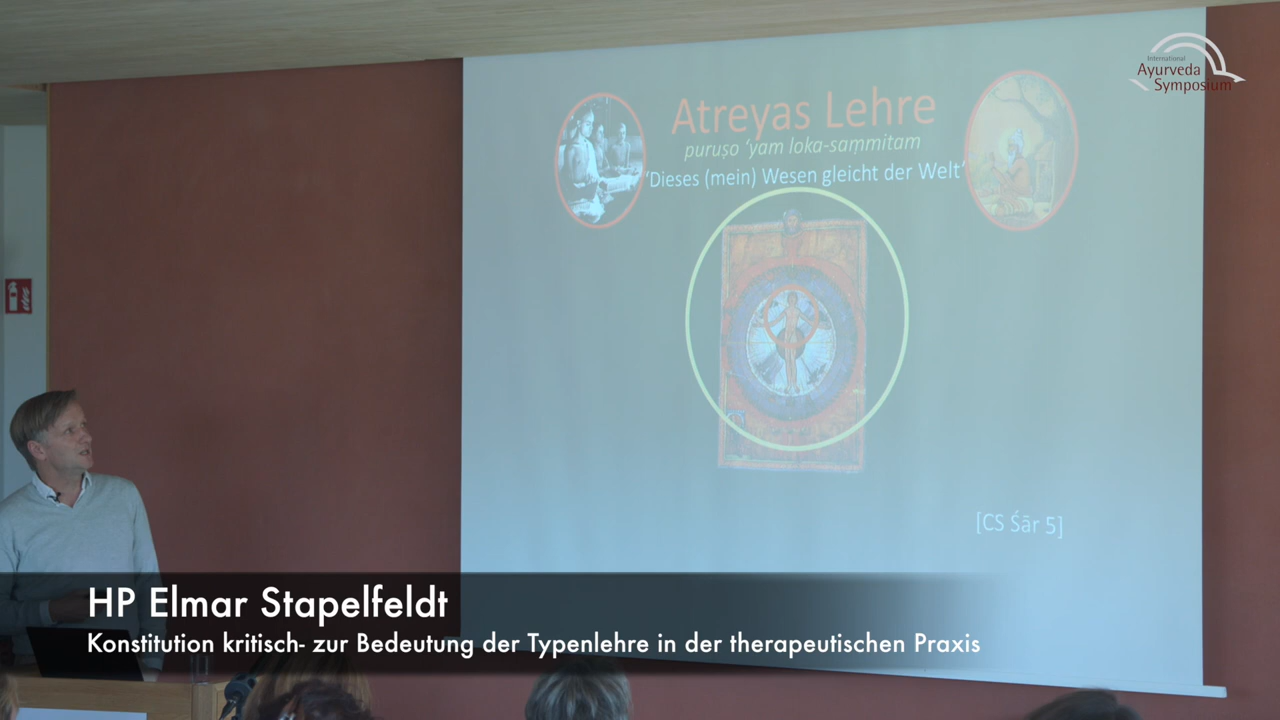 International
Ayurveda
Symposium
Atreyas Lehre
puruṣo ‘yam loka-saṃmitam
‘Dieses (mein) Wesen gleicht der Welt’
[CS Śār 5]
HP Elmar Stapelfeldt
Konstitution kritisch- zur Bedeutung der Typenlehre in der therapeutischen Praxis